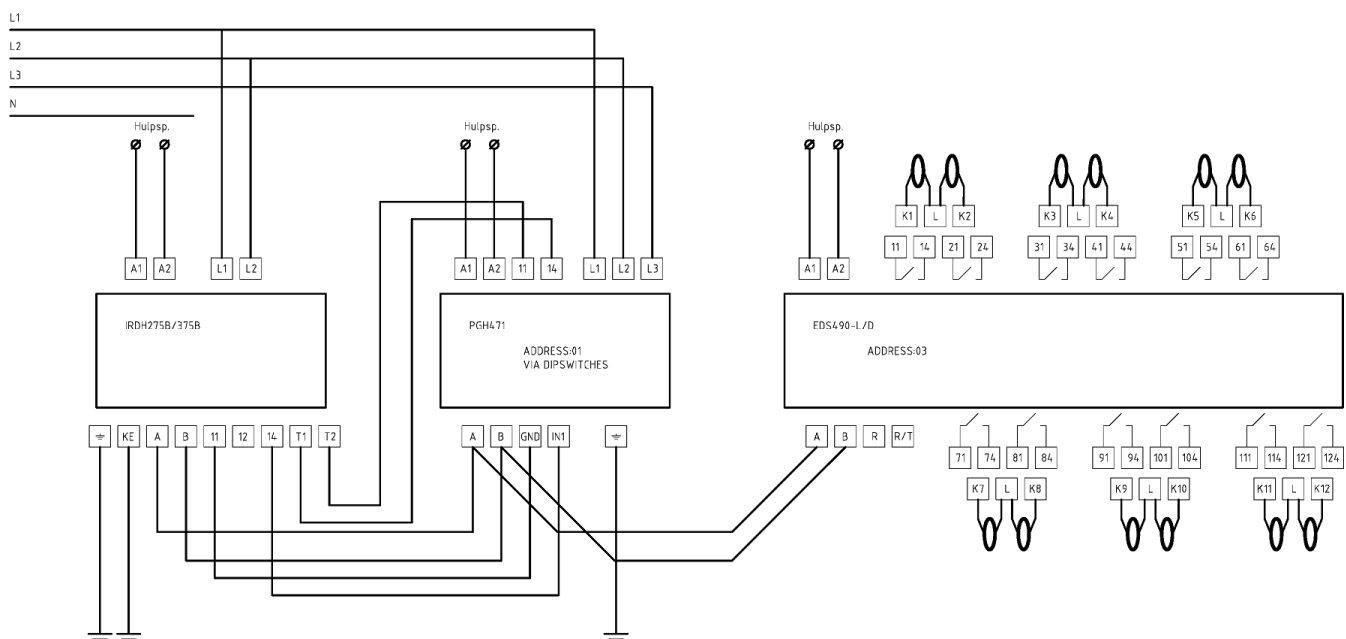 L1
L2
L3
N
Hulpsp.
Hulpsp.
Hulpsp.
K1 L K2
K3 L K4
K5 L K6
11 14 21 24
31 34 41 44
51 54 61 64
A1 A2 L1 L2
A1 A2 11 14 L1 L2 L3
A1 A2
IRDH275B/375B
PGH471
ADDRESS:01
VIA DIPSWITCHES
EDS490-L/D
ADDRESS:03
KE A B 11 12 14 T1 T2
A B GND IN1
A B R R/T
71 74 81 84
91 94 101 104
111 114 121 124
K7 L K8
K9 L K10
K11 L K12